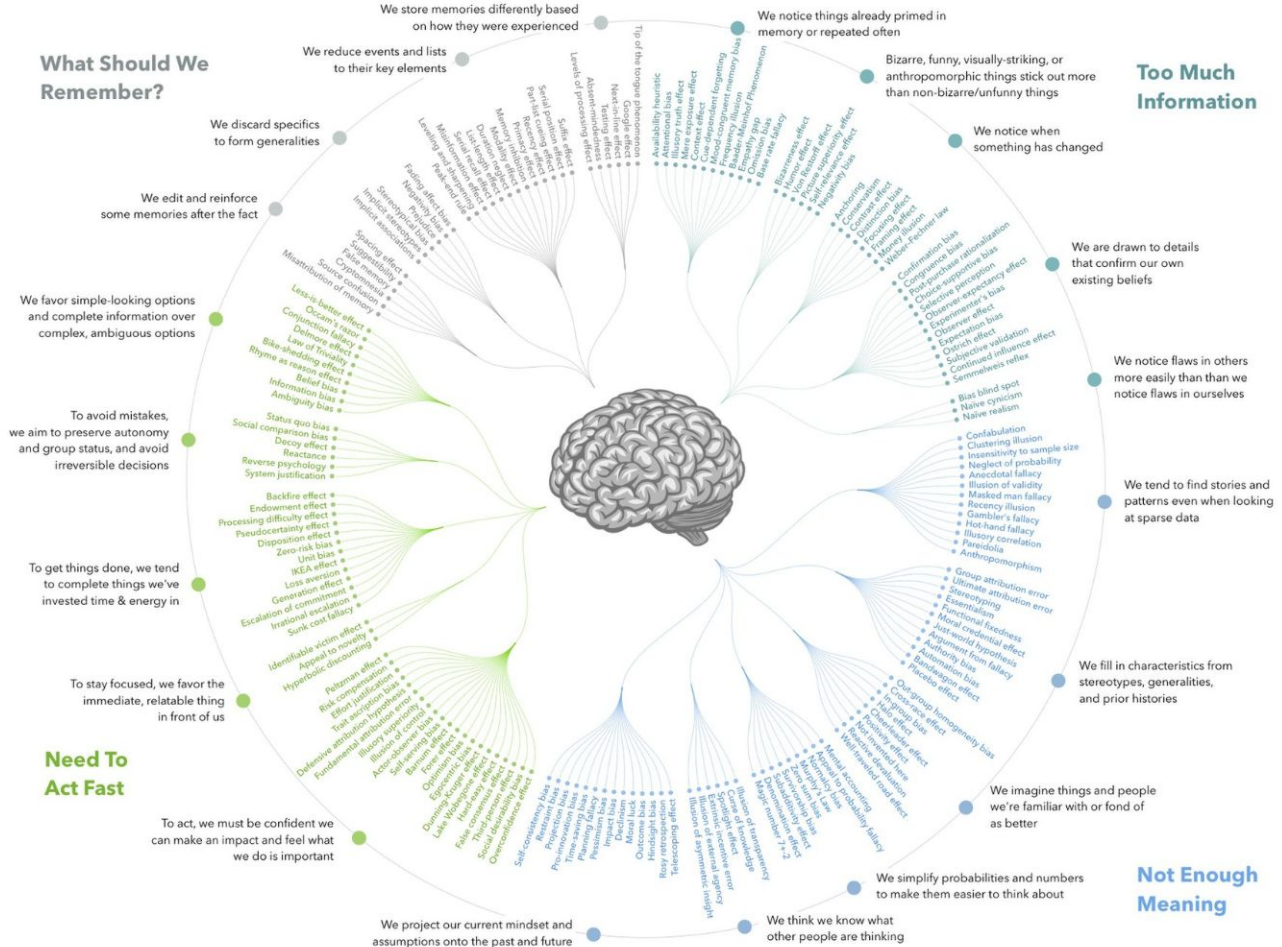 We store memories differently based
on how they were experienced
We reduce events and lists
to their key elements
We discard specifics
to form generalities
We edit and reinforce
some memories after the fact
What Should We
Remember?
Tip of the tongue phenomenon
Google effect
Next-in-line effect
Testing effect
Absent-mindedness
Levels of processing effect
Suffix effect
Serial position effect
Part-list cueing effect
Recency effect
Primacy effect
Memory inhibition
Modality effect
Duration neglect
List-length effect
Serial recall effect
Misinformation effect
Leveling and sharpening
Peak-end rule
Fading affect bias
Negativity bias
Prejudice
Stereotypical bias
Implicit stereotypes
Implicit associations
Spacing effect
Suggestibility
False memory
Cryptomnesia
Source confusion
Misattribution of memory
We notice things already primed in
memory or repeated often
Bizarre, funny, visually-striking, or
anthropomorphic things stick out more
than non-bizarre/unfunny things
We notice when
something has changed
We are drawn to details
that confirm our own
existing beliefs
We notice flaws in others
more easily than than we
notice flaws in ourselves
Too Much
Information
Availability heuristic
Attentional bias
Illusory truth effect
Mere exposure effect
Context effect
Cue-dependent forgetting
Mood-congruent memory bias
Frequency illusion
Baader-Meinhof Phenomenon
Empathy gap
Omission bias
Base rate fallacy
Bizarreness effect
Humor effect
Von Restorff effect
Picture superiority effect
Self-relevance effect
Negativity bias
Anchoring
Conservatism
Contrast effect
Distinction bias
Focusing effect
Framing effect
Money illusion
Weber-Fechner law
Confirmation bias
Congruence bias
Post-purchase rationalization
Choice-supportive bias
Selective perception
Observer-expectancy effect
Experimenter's bias
Observer effect
Expectation bias
Ostrich effect
Subjective validation
Continued influence effect
Semmelweis reflex
Bias blind spot
Naïve cynicism
Naïve realism
We tend to find stories and
patterns even when looking
at sparse data
We fill in characteristics from
stereotypes, generalities,
and prior histories
We imagine things and people
we're familiar with or fond of
as better
We simplify probabilities and numbers
to make them easier to think about
We think we know what
other people are thinking
We project our current mindset and
assumptions onto the past and future
Not Enough
Meaning
Confabulation
Clustering illusion
Insensitivity to sample size
Neglect of probability
Anecdotal fallacy
Illusion of validity
Masked man fallacy
Recency illusion
Gambler's fallacy
Hot-hand fallacy
Illusory correlation
Pareidolia
Anthropomorphism
Group attribution error
Ultimate attribution error
Stereotyping
Essentialism
Functional fixedness
Moral credential effect
Just-world hypothesis
Argument from fallacy
Authority bias
Automation bias
Bandwagon effect
Placebo effect
Out-group homogeneity bias
Cross-race effect
In-group bias
Halo effect
Cheerleader effect
Positivity effect
Not invented here
Reactive devaluation
Well-traveled road effect
Mental accounting
Appeal to probability fallacy
Normalcy bias
Murphy's Law
Zero sum bias
Survivorship bias
Subadditivity effect
Denomination effect
Magic number 7+-2
Illusion of transparency
Curse of knowledge
Spotlight effect
Extrinsic incentive error
Illusion of external agency
Illusion of asymmetric insight
Telescoping effect
Rosy retrospection
Hindsight bias
Outcome bias
Moral luck
Declinism
Impact bias
Pessimism bias
Planning fallacy
Time-saving bias
Pro-innovation bias
Projection bias
Restraint bias
Self-consistency bias
We favor simple-looking options
and complete information over
complex, ambiguous options
To avoid mistakes,
we aim to preserve autonomy
and group status, and avoid
irreversible decisions
To get things done, we tend
to complete things we've
invested time & energy in
To stay focused, we favor the
immediate, relatable thing
in front of us
To act, we must be confident we
can make an impact and feel what
we do is important
Need To
Act Fast
Less-is-better effect
Occam's razor
Conjunction fallacy
Delmore effect
Law of Triviality
Bike-shedding effect
Rhyme as reason effect
Belief bias
Information bias
Ambiguity bias
Status quo bias
Social comparison bias
Decoy effect
Reactance
Reverse psychology
System justification
Backfire effect
Endowment effect
Processing difficulty effect
Pseudocertainty effect
Disposition effect
Zero-risk bias
Unit bias
IKEA effect
Loss aversion
Generation effect
Escalation of commitment
Irrational escalation
Sunk cost fallacy
Identifiable victim effect
Appeal to novelty
Hyperbolic discounting
Peltzman effect
Risk compensation
Effort justification
Trait ascription bias
Defensive attribution hypothesis
Fundamental attribution error
Illusory superiority
Illusion of control
Actor-observer bias
Self-serving bias
Barnum effect
Forer effect
Optimism bias
Egocentric bias
Dunning-Kruger effect
Lake Wobegone effect
Hard-easy effect
False consensus effect
Third-person effect
Social desirability bias
Overconfidence effect